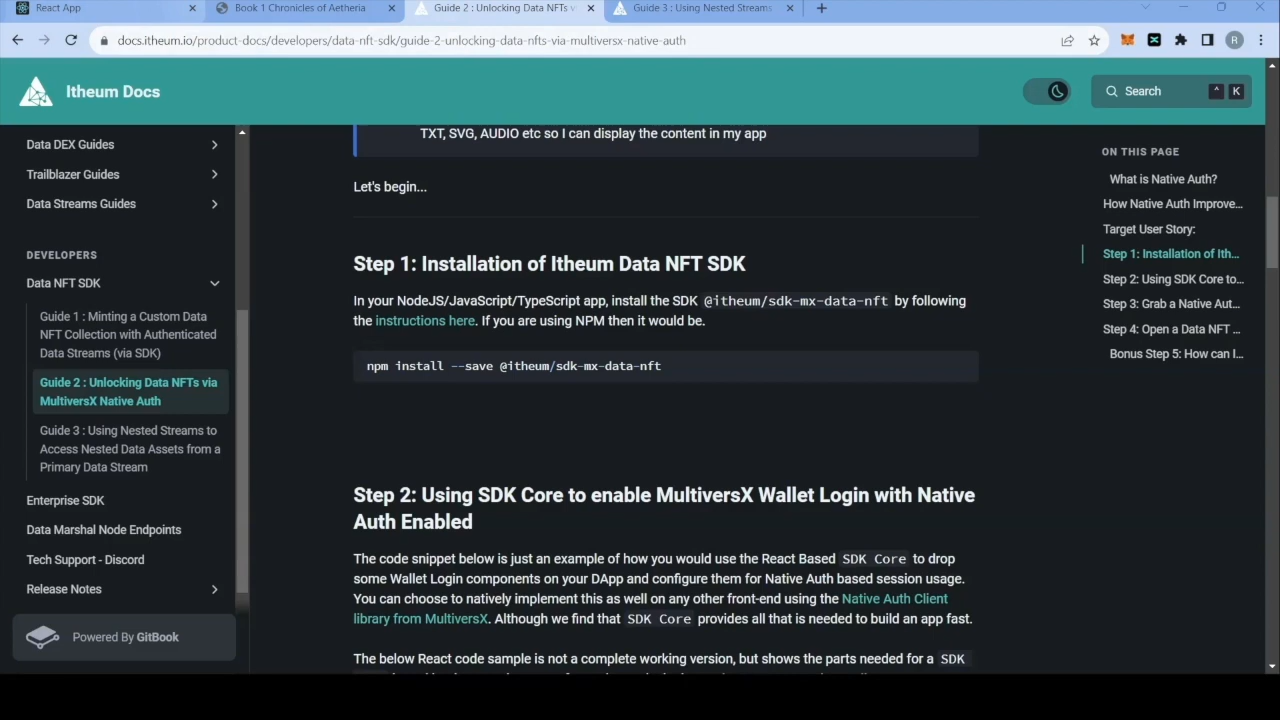 React App
Book 1 Chronicles of Aetheria
Guide 2 : Unlocking Data NFTs v
Guide 3 : Using Nested Streams
docs.itheum.io/product-docs/developers/data-nft-sdk/guide-2-unlocking-data-nfts-via-multiversx-native-auth
R
Itheum Docs
Search
^ K
Data DEX Guides
Trailblazer Guides
Data Streams Guides
DEVELOPERS
Data NFT SDK
Guide 1 : Minting a Custom Data
NFT Collection with Authenticated
Data Streams (via SDK)
Guide 2 : Unlocking Data NFTs via
MultiversX Native Auth
Guide 3 : Using Nested Streams to
Access Nested Data Assets from a
Primary Data Stream
Enterprise SDK
Data Marshal Node Endpoints
Tech Support - Discord
Release Notes
Powered By GitBook
TXT, SVG, AUDIO etc so I can display the content in my app
Let's begin...
Step 1: Installation of Itheum Data NFT SDK
In your NodeJS/JavaScript/TypeScript app, install the SDK @itheum/sdk-mx-data-nft by following
the instructions here. If you are using NPM then it would be.
npm install --save @itheum/sdk-mx-data-nft
Step 2: Using SDK Core to enable MultiversX Wallet Login with Native
Auth Enabled
The code snippet below is just an example of how you would use the React Based SDK Core to drop
some Wallet Login components on your DApp and configure them for Native Auth based session usage.
You can choose to natively implement this as well on any other front-end using the Native Auth Client
library from MultiversX. Although we find that SDK Core provides all that is needed to build an app fast.
The below React code sample is not a complete working version, but shows the parts needed for a SDK
ON THIS PAGE
What is Native Auth?
How Native Auth Improve...
Target User Story:
Step 1: Installation of Ith...
Step 2: Using SDK Core to...
Step 3: Grab a Native Aut...
Step 4: Open a Data NFT ...
Bonus Step 5: How can I...